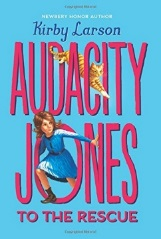 NEWBERY HONOR AUTHOR
Kirby Larson
AUDACITY
JONES
TO THE RESCUE